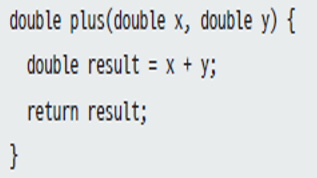 double plus(double x, double y) {
double result = x + y;
return result;
}